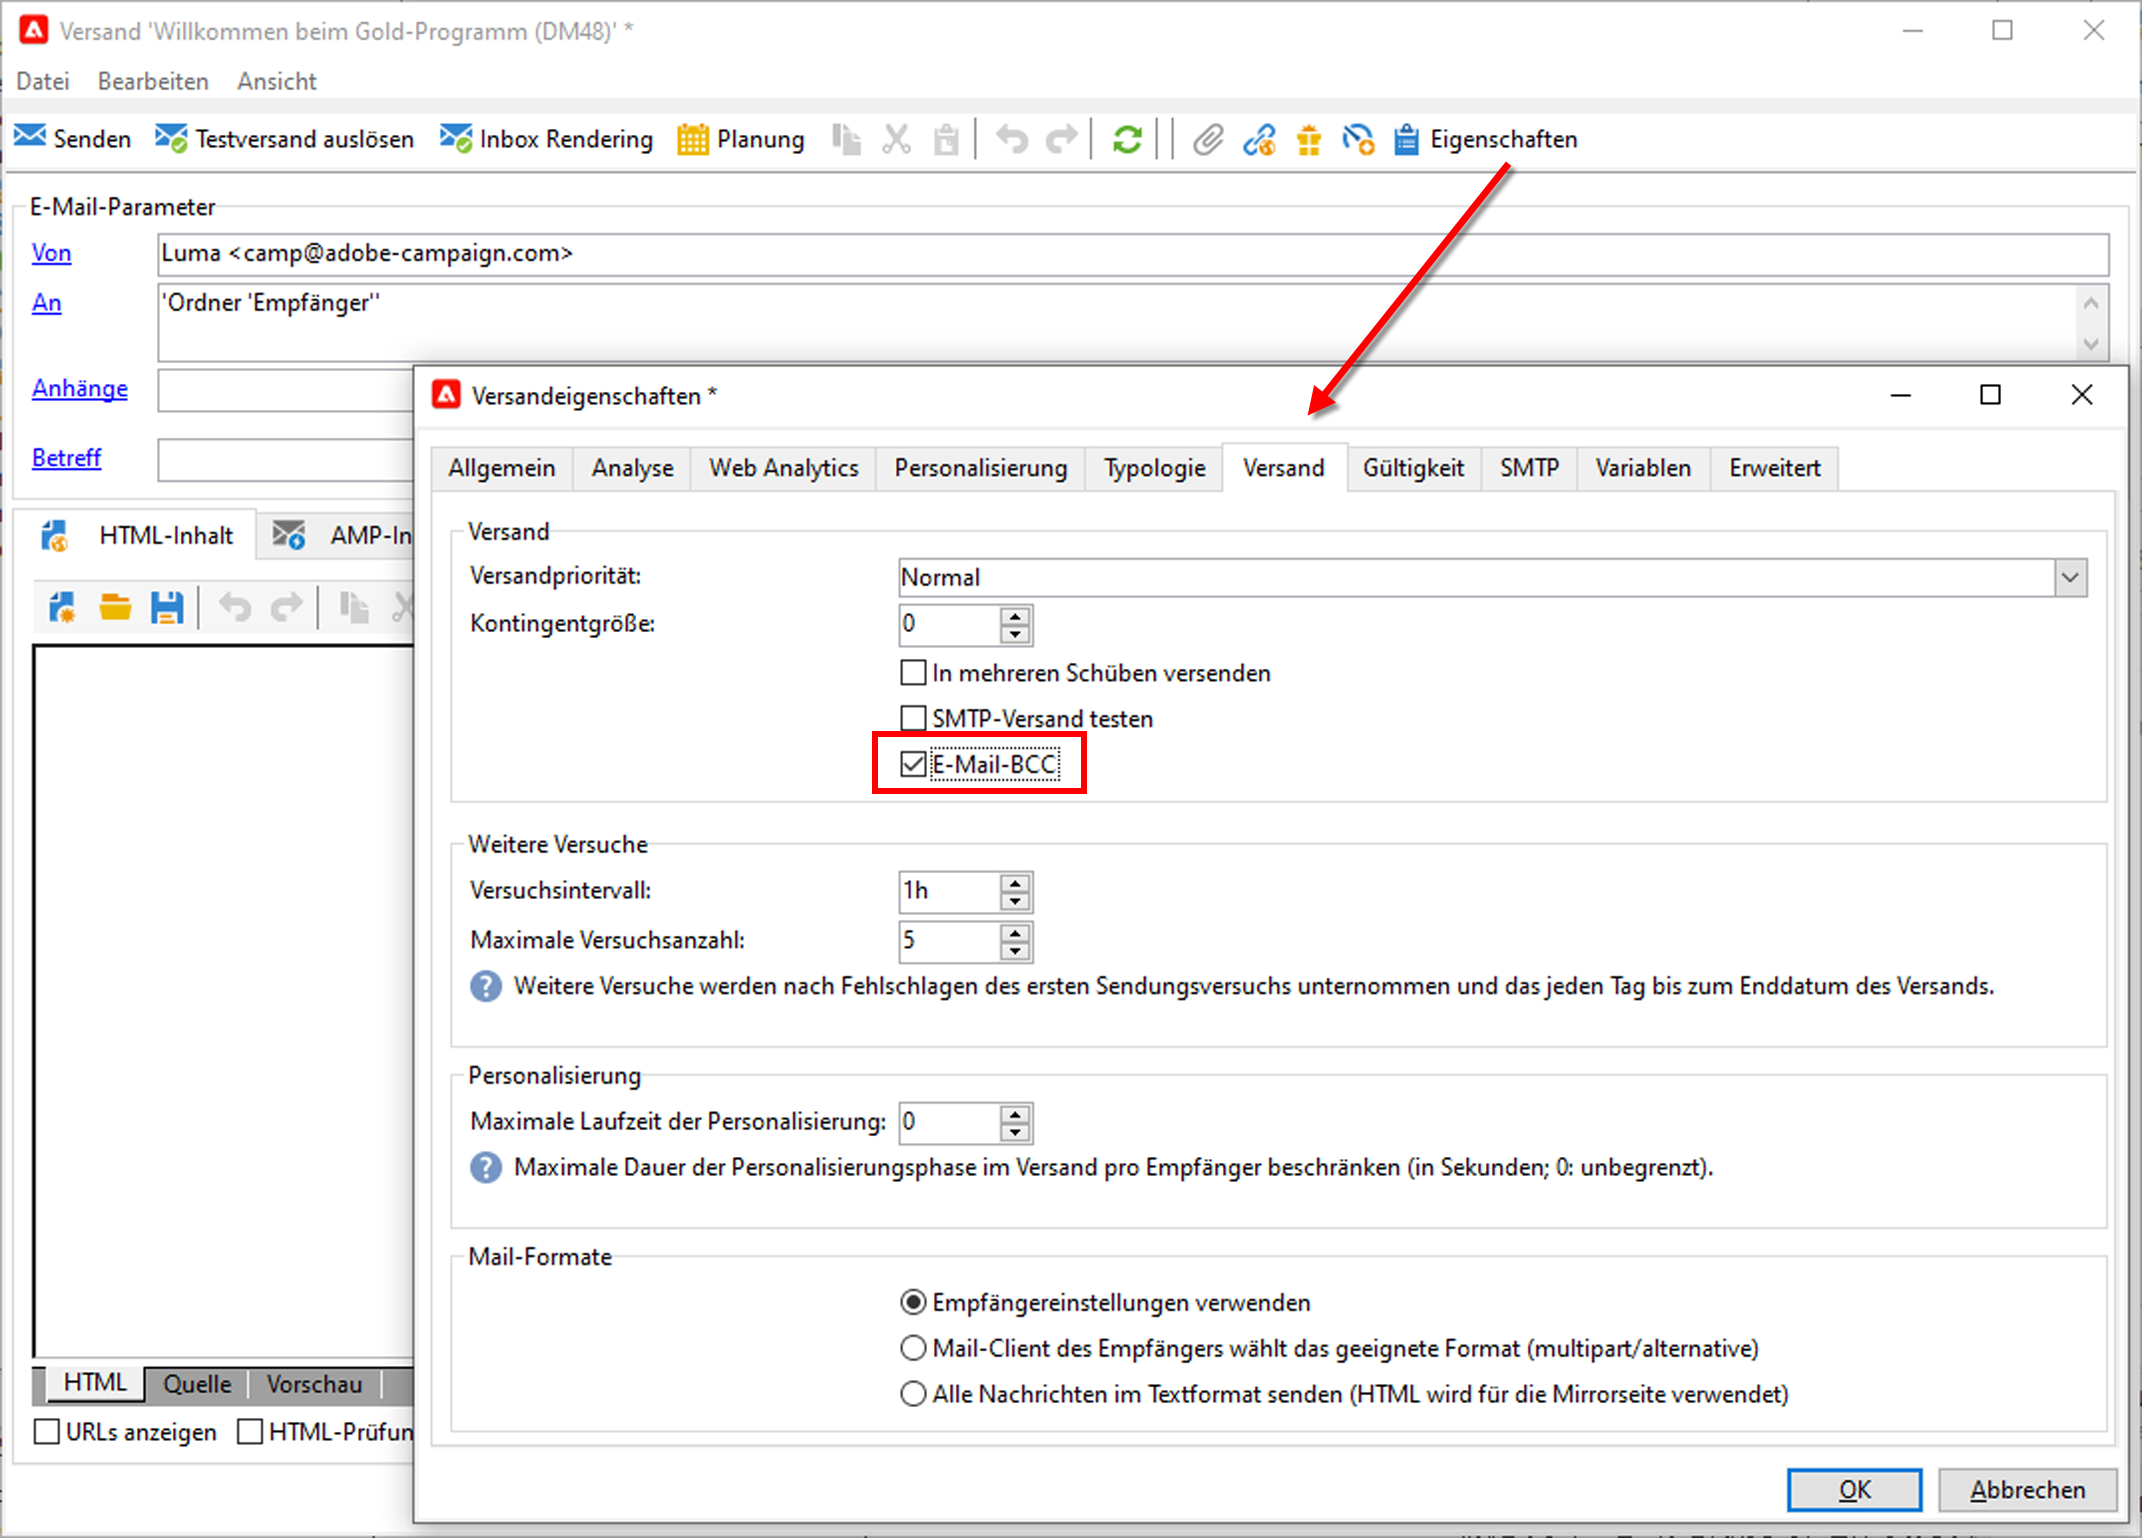 Versand 'Willkommen beim Gold-Programm (DM48)' *
Datei Bearbeiten Ansicht
Senden Testversand auslösen Inbox Rendering Planung Eigenschaften
E-Mail-Parameter
Von Luma <camp@adobe-campaign.com>
An 'Ordner 'Empfänger''
Anhänge
Betreff
HTML-Inhalt AMP-In
HTML Quelle Vorschau
URLs anzeigen HTML-Prüfun
Versandeigenschaften *
Allgemein Analyse Web Analytics Personalisierung Typologie Versand Gültigkeit SMTP Variablen Erweitert
Versand
Versandpriorität: Normal
Kontingentgröße: 0
In mehreren Schüben versenden
SMTP-Versand testen
E-Mail-BCC
Weitere Versuche
Versuchsintervall: 1h
Maximale Versuchsanzahl: 5
Weitere Versuche werden nach Fehlschlagen des ersten Sendungsversuchs unternommen und das jeden Tag bis zum Enddatum des Versands.
Personalisierung
Maximale Laufzeit der Personalisierung: 0
Maximale Dauer der Personalisierungsphase im Versand pro Empfänger beschränken (in Sekunden; 0: unbegrenzt).
Mail-Formate
Empfängereinstellungen verwenden
Mail-Client des Empfängers wählt das geeignete Format (multipart/alternative)
Alle Nachrichten im Textformat senden (HTML wird für die Mirrorseite verwendet)
OK Abbrechen